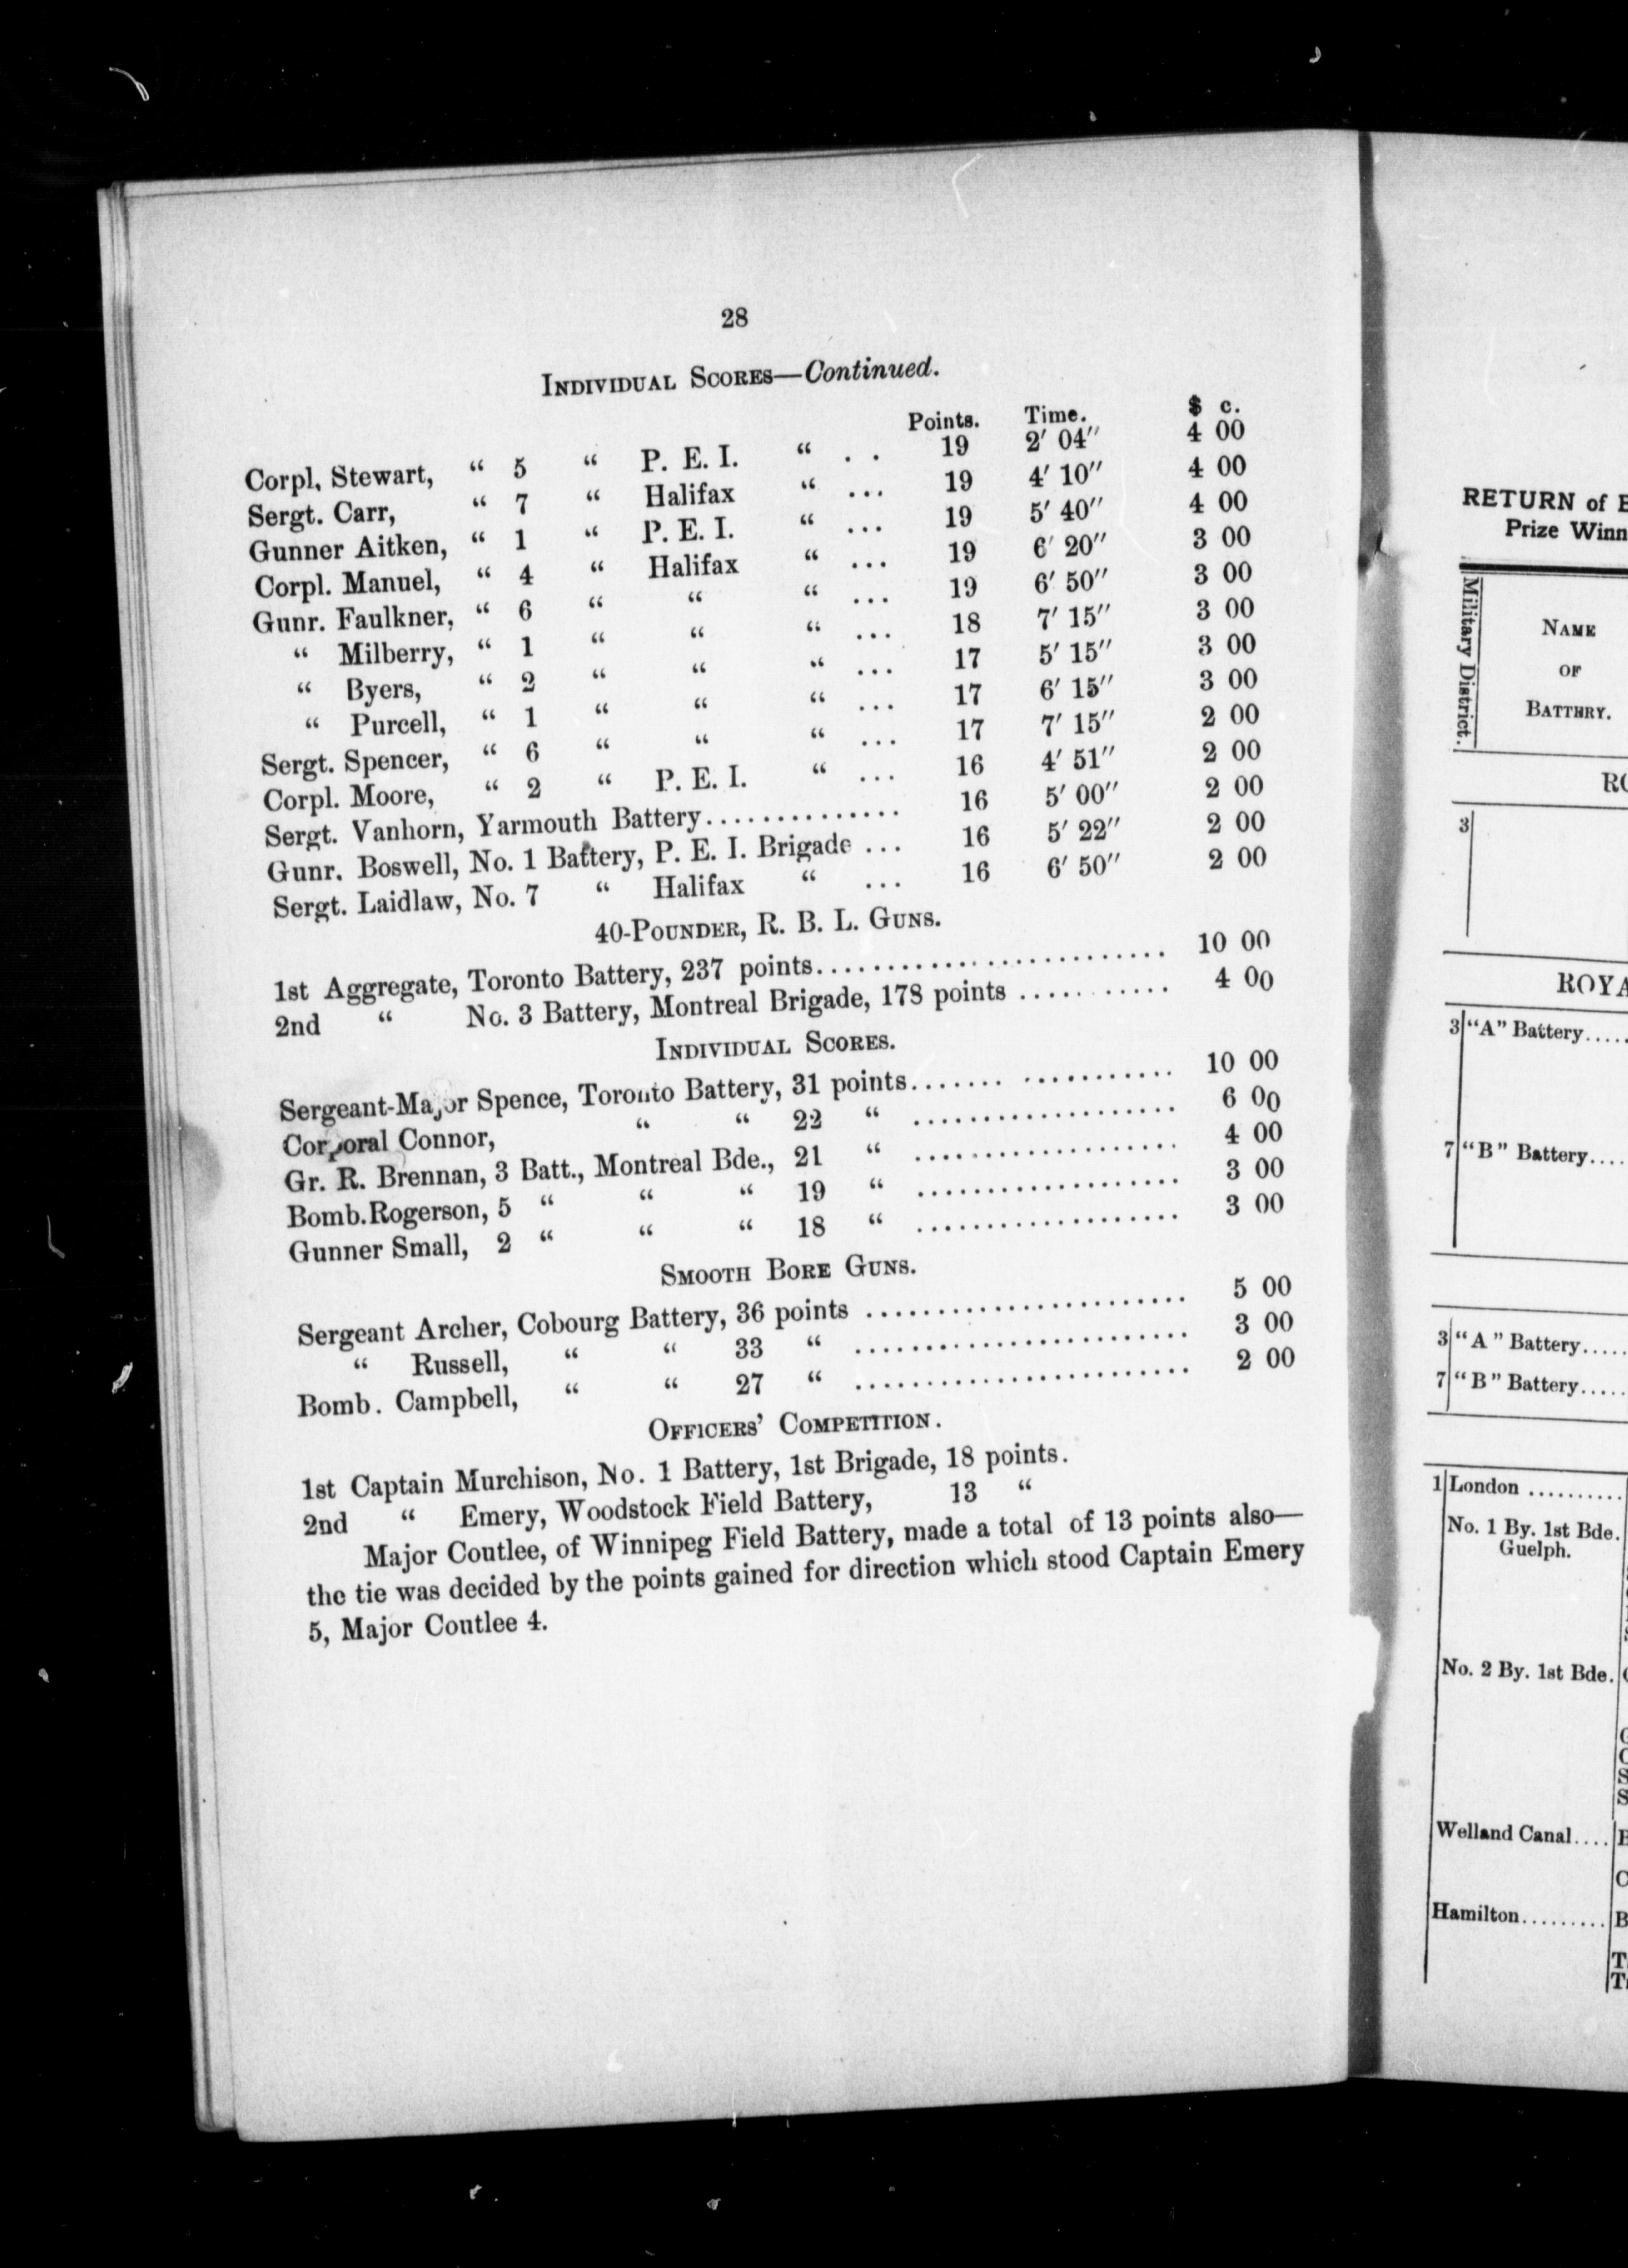 28
INDIVIDUAL SCORES—Continued.
Points. Time. $ c.
Corpl. Stewart, “ 5 “ P. E. I. “ . . 19 2′ 04″ 4 00
Sergt. Carr, “ 7 “ Halifax “ ... 19 4′ 10″ 4 00
Gunner Aitken, “ 1 “ P. E. I. “ ... 19 5′ 40″ 4 00
Corpl. Manuel, “ 4 “ Halifax “ ... 19 6′ 20″ 3 00
Gunr. Faulkner, “ 6 “ “ “ ... 19 6′ 50″ 3 00
“ Milberry, “ 1 “ “ “ ... 18 7′ 15″ 3 00
“ Byers, “ 2 “ “ “ ... 17 5′ 15″ 3 00
“ Purcell, “ 1 “ “ “ ... 17 6′ 15″ 3 00
Sergt. Spencer, “ 6 “ “ “ ... 17 7′ 15″ 2 00
Corpl. Moore, “ 2 “ P. E. I. “ ... 16 4′ 51″ 2 00
Sergt. Vanhorn, Yarmouth Battery.............. 16 5′ 00″ 2 00
Gunr. Boswell, No. 1 Battery, P. E. I. Brigade ... 16 5′ 22″ 2 00
Sergt. Laidlaw, No. 7 “ Halifax “ ... 16 6′ 50″ 2 00
40-POUNDER, R. B. L. GUNS.
1st Aggregate, Toronto Battery, 237 points......................... 10 00
2nd “ No. 3 Battery, Montreal Brigade, 178 points ........... 4 00
INDIVIDUAL SCORES.
Sergeant-Major Spence, Toronto Battery, 31 points.................. 10 00
Corporal Connor, “ “ 22 “ ................... 6 00
Gr. R. Brennan, 3 Batt., Montreal Bde., 21 “ ................... 4 00
Bomb.Rogerson, 5 “ “ “ 19 “ ................... 3 00
Gunner Small, 2 “ “ “ 18 “ ................... 3 00
SMOOTH BORE GUNS.
Sergeant Archer, Cobourg Battery, 36 points ....................... 5 00
“ Russell, “ “ 33 “ ........................ 3 00
Bomb. Campbell, “ “ 27 “ ........................ 2 00
OFFICERS’ COMPETITION.
1st Captain Murchison, No. 1 Battery, 1st Brigade, 18 points.
2nd “ Emery, Woodstock Field Battery, 13 “
Major Coutlee, of Winnipeg Field Battery, made a total of 13 points also—
the tie was decided by the points gained for direction which stood Captain Emery
5, Major Coutlee 4.
RETURN of
Prize Winn
Military District.
NAME
OF
BATTERY.
RO
3
ROYA
3 “A” Battery.....
7 “B” Battery....
3 “A” Battery.....
7 “B” Battery.....
1 London ..........
No. 1 By. 1st Bde.
Guelph.
No. 2 By. 1st Bde.
Welland Canal....
Hamilton.........